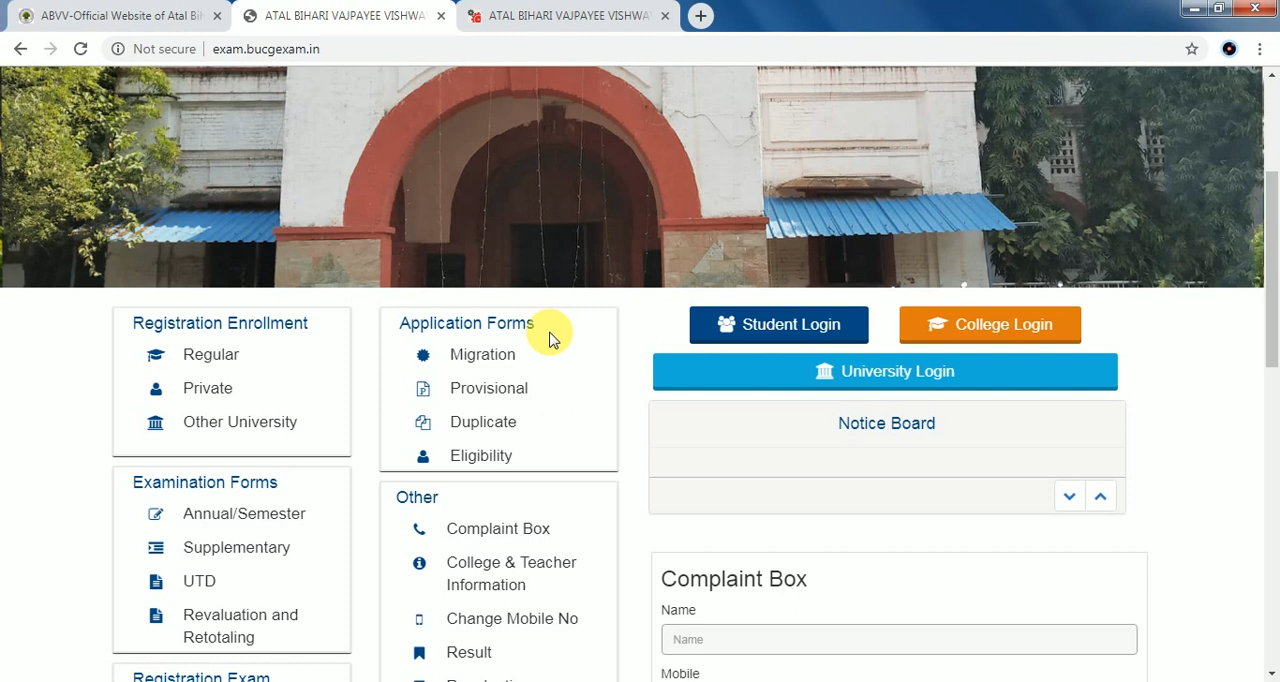 ABVV-Official Website of Atal Bih
ATAL BIHARI VAJPAYEE VISHWA
ATAL BIHARI VAJPAYEE VISHWA
Not secure
exam.bucgexam.in
Registration Enrollment
Regular
Private
Other University
Examination Forms
Annual/Semester
Supplementary
UTD
Revaluation and
Retotaling
Registration Exam
Application Forms
Migration
Provisional
Duplicate
Eligibility
Other
Complaint Box
College & Teacher
Information
Change Mobile No
Result
Student Login
College Login
University Login
Notice Board
Complaint Box
Name
Name
Mobile